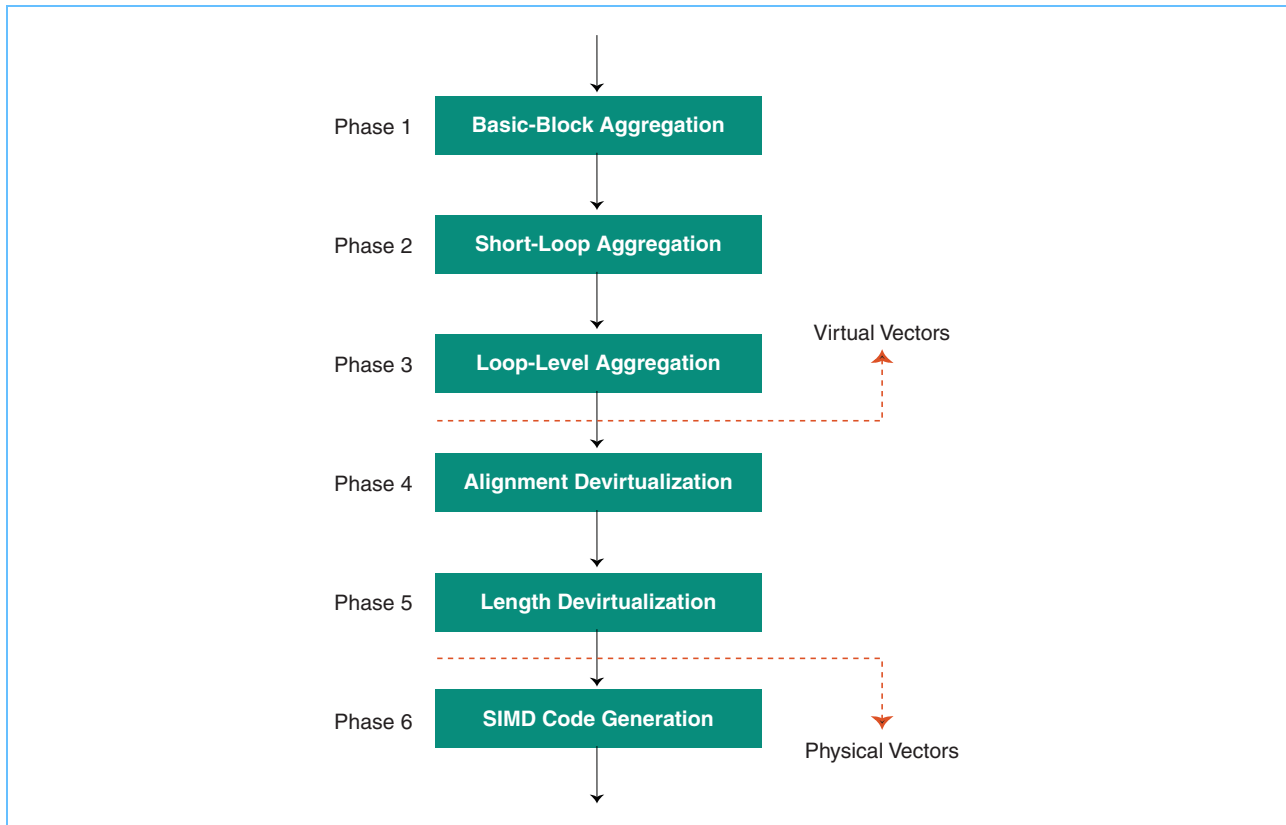 Phase 1
Basic-Block Aggregation
Phase 2
Short-Loop Aggregation
Virtual Vectors
Phase 3
Loop-Level Aggregation
Phase 4
Alignment Devirtualization
Phase 5
Length Devirtualization
Phase 6
SIMD Code Generation
Physical Vectors